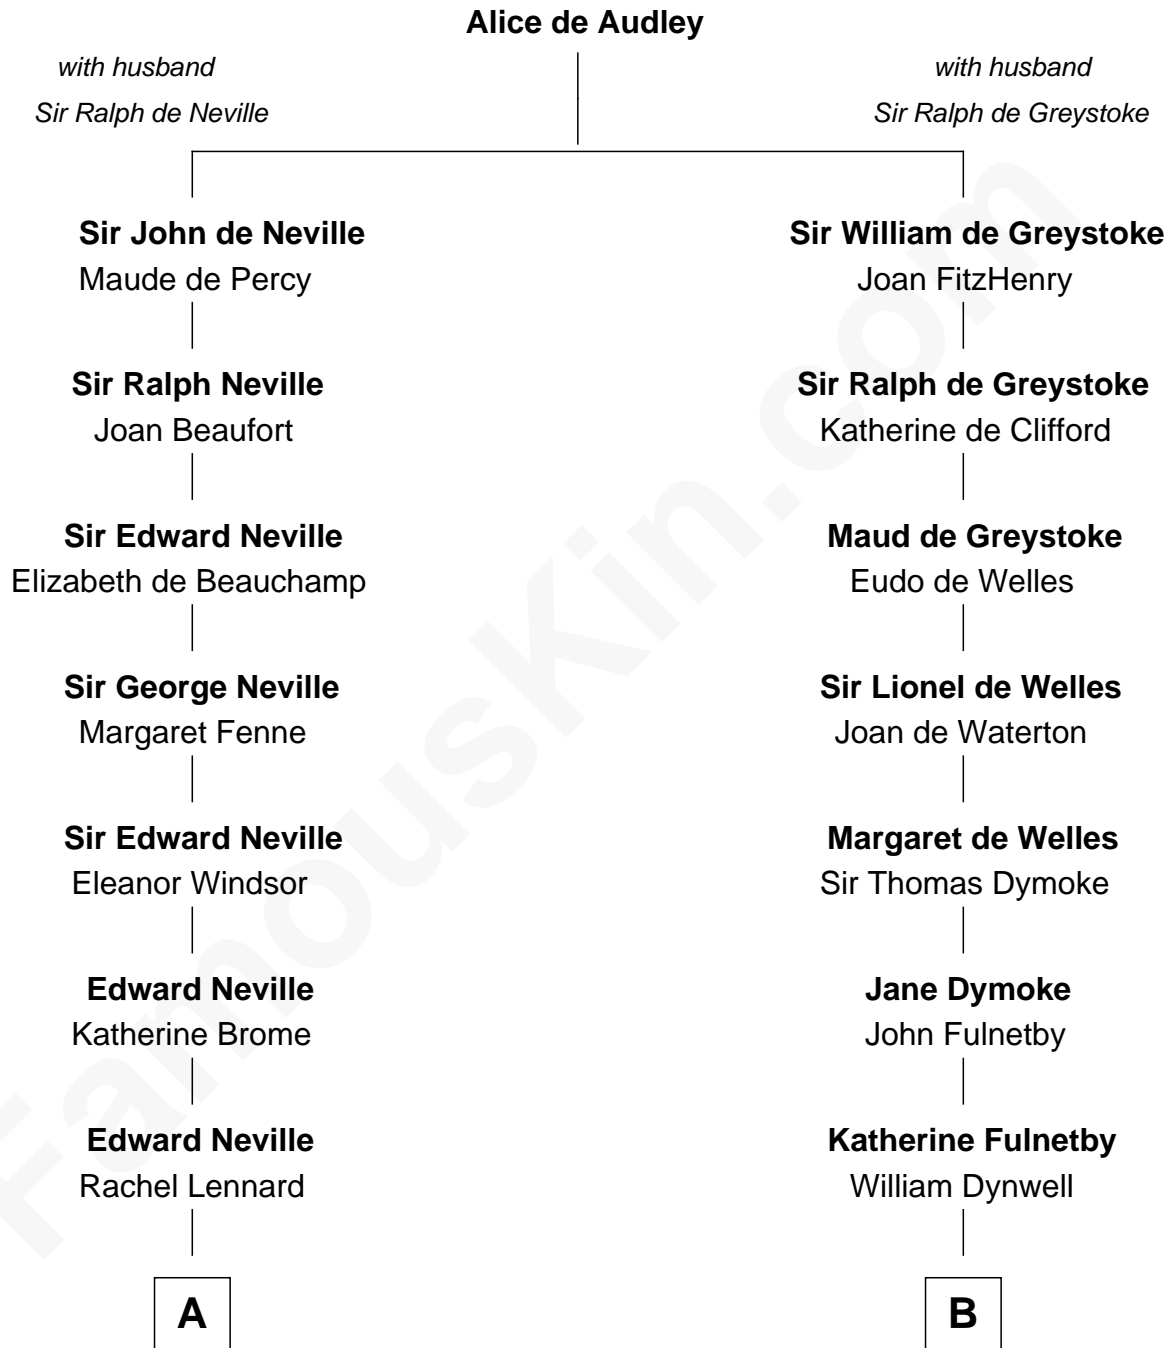 Alice de Audley
with husband
Sir Ralph de Neville
with husband
Sir Ralph de Greystoke
Sir John de Neville
Maude de Percy
Sir Ralph Neville
Joan Beaufort
Sir Edward Neville
Elizabeth de Beauchamp
Sir George Neville
Margaret Fenne
Sir Edward Neville
Eleanor Windsor
Edward Neville
Katherine Brome
Edward Neville
Rachel Lennard
A
Sir William de Greystoke
Joan FitzHenry
Sir Ralph de Greystoke
Katherine de Clifford
Maud de Greystoke
Eudo de Welles
Sir Lionel de Welles
Joan de Waterton
Margaret de Welles
Sir Thomas Dymoke
Jane Dymoke
John Fulnetby
Katherine Fulnetby
William Dynwell
B
FamousKin.com